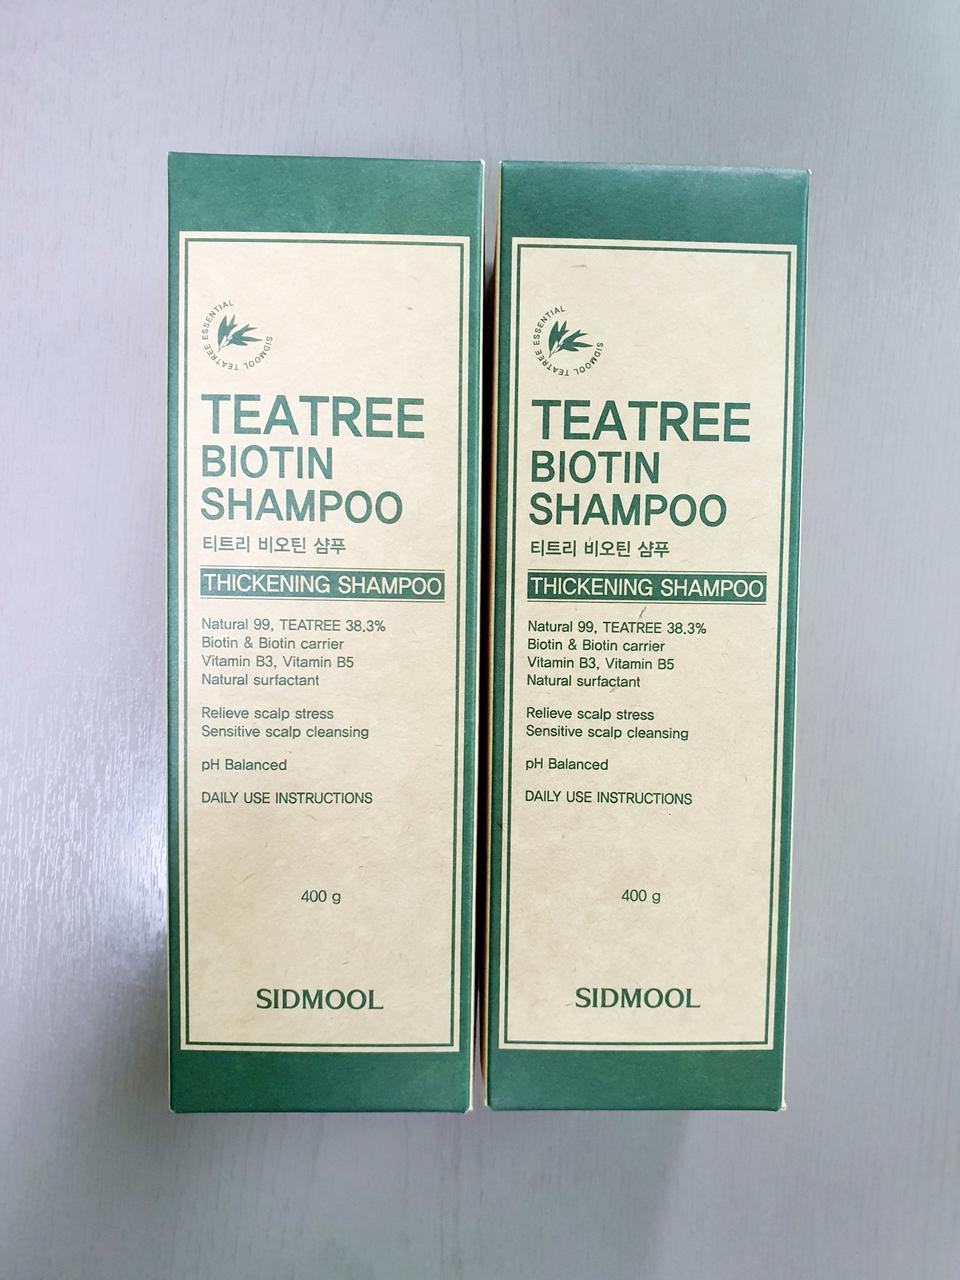 SIDMOOL TEATREE ESSENTIAL
TEATREE
BIOTIN
SHAMPOO
티트리 비오틴 샴푸
THICKENING SHAMPOO
Natural 99, TEATREE 38.3%
Biotin & Biotin carrier
Vitamin B3, Vitamin B5
Natural surfactant
Relieve scalp stress
Sensitive scalp cleansing
pH Balanced
DAILY USE INSTRUCTIONS
400 g
SIDMOOL
SIDMOOL TEATREE ESSENTIAL
TEATREE
BIOTIN
SHAMPOO
티트리 비오틴 샴푸
THICKENING SHAMPOO
Natural 99, TEATREE 38.3%
Biotin & Biotin carrier
Vitamin B3, Vitamin B5
Natural surfactant
Relieve scalp stress
Sensitive scalp cleansing
pH Balanced
DAILY USE INSTRUCTIONS
400 g
SIDMOOL